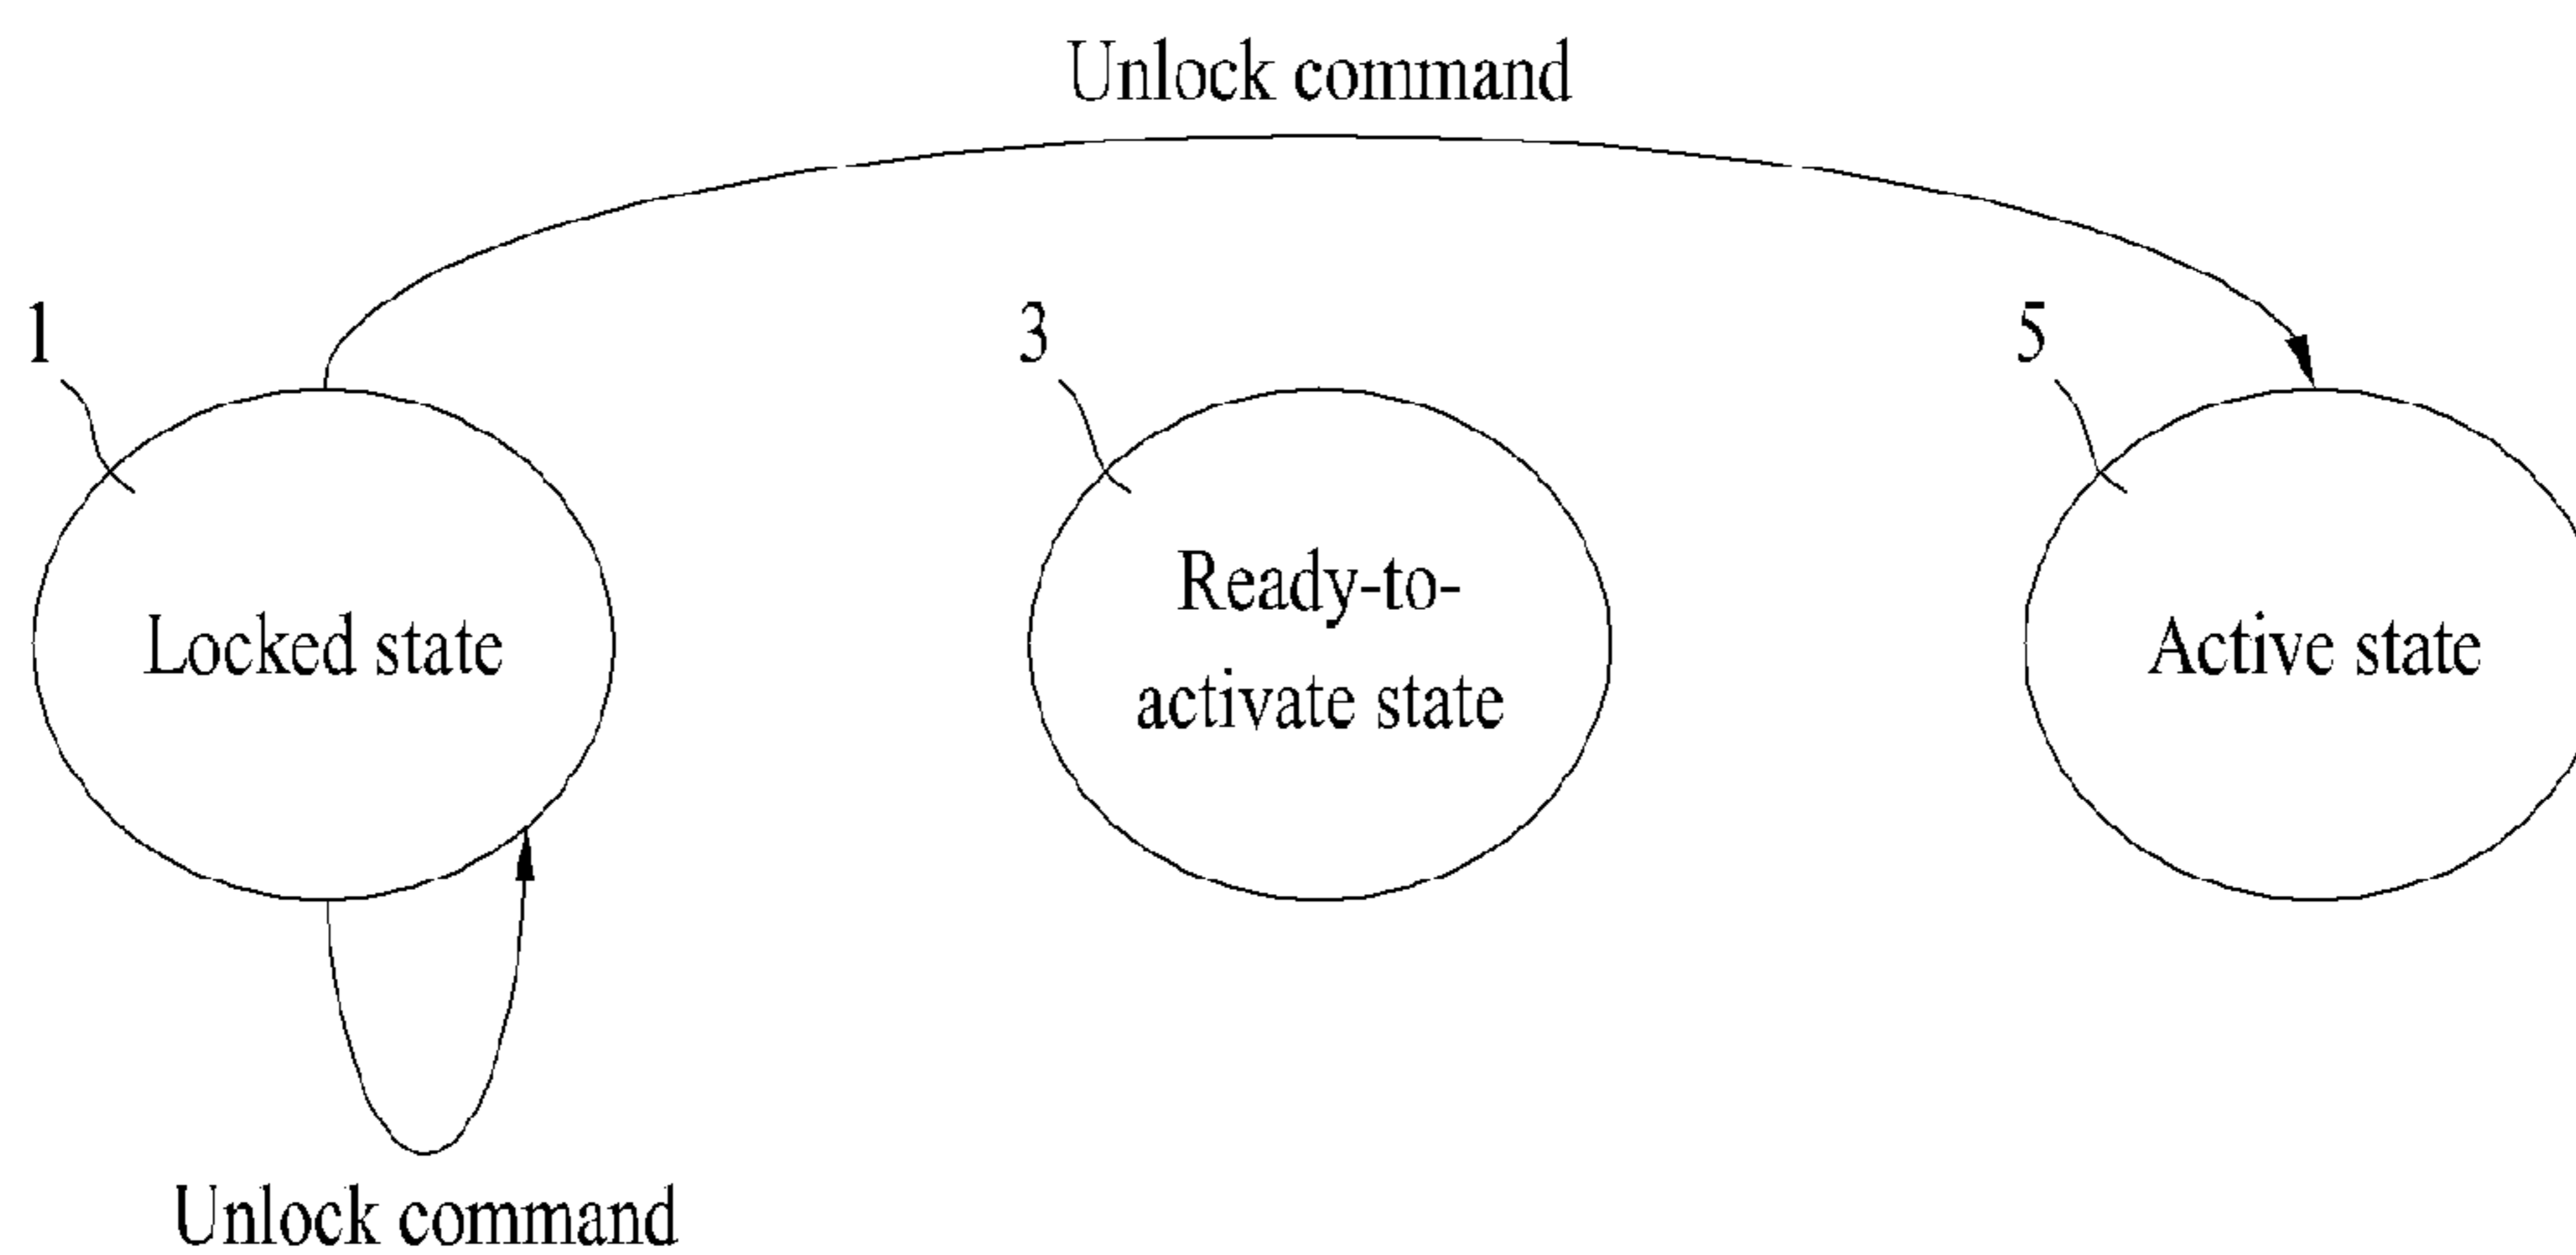 Unlock command
1
3
5
Locked state
Ready-to-
activate state
Active state
Unlock command